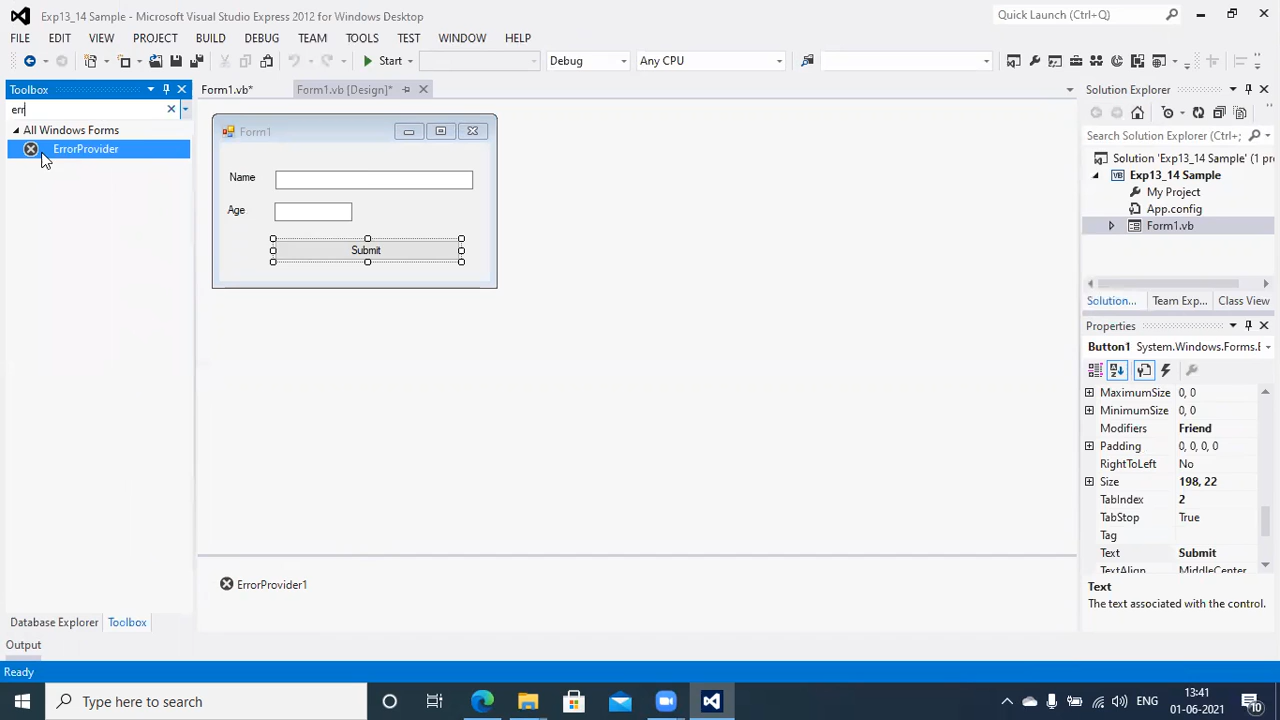 Exp13_14 Sample - Microsoft Visual Studio Express 2012 for Windows Desktop
Quick Launch (Ctrl+Q)
FILE EDIT VIEW PROJECT BUILD DEBUG TEAM TOOLS TEST WINDOW HELP
Start Debug Any CPU
Toolbox
err
All Windows Forms
ErrorProvider
Form1.vb* Form1.vb [Design]*
Form1
Name
Age
Submit
ErrorProvider1
Solution Explorer
Search Solution Explorer (Ctrl+;
Solution 'Exp13_14 Sample' (1 pr
Exp13_14 Sample
My Project
App.config
Form1.vb
Solution... Team Exp... Class View
Properties
Button1 System.Windows.Forms.E
MaximumSize 0, 0
MinimumSize 0, 0
Modifiers Friend
Padding 0, 0, 0, 0
RightToLeft No
Size 198, 22
TabIndex 2
TabStop True
Tag
Text Submit
TextAlign MiddleCenter
Text
The text associated with the control.
Database Explorer Toolbox
Output
Ready
Type here to search
ENG
13:41
01-06-2021
10